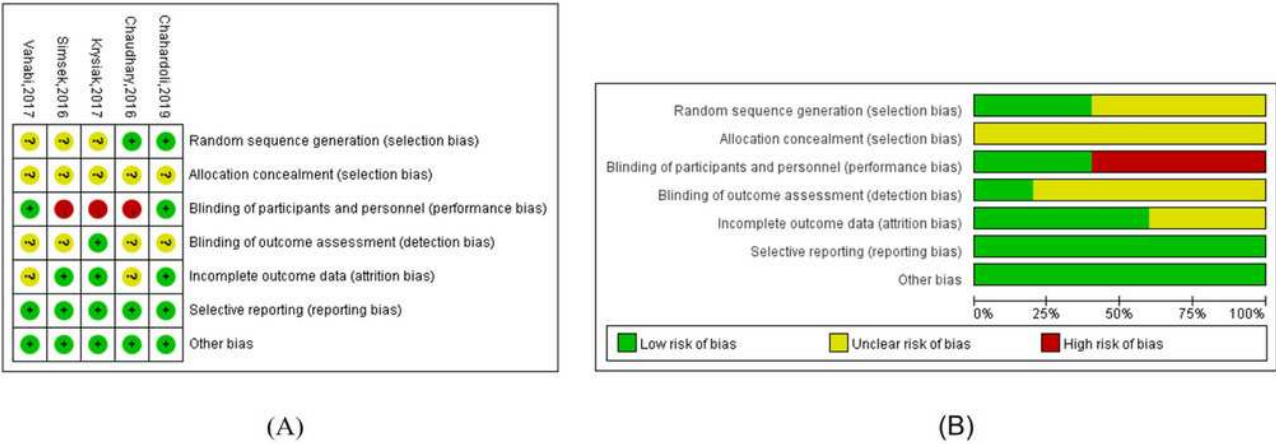 Vahabi,2017
Simsek,2016
Krysiak,2017
Chaudhary,2016
Chahardoli,2019
? ? ? + + Random sequence generation (selection bias)
? ? ? ? ? Allocation concealment (selection bias)
+ - - - + Blinding of participants and personnel (performance bias)
? ? + ? ? Blinding of outcome assessment (detection bias)
? + + ? + Incomplete outcome data (attrition bias)
+ + + + + Selective reporting (reporting bias)
+ + + + + Other bias
(A)
Random sequence generation (selection bias)
Allocation concealment (selection bias)
Blinding of participants and personnel (performance bias)
Blinding of outcome assessment (detection bias)
Incomplete outcome data (attrition bias)
Selective reporting (reporting bias)
Other bias
0% 25% 50% 75% 100%
Low risk of bias Unclear risk of bias High risk of bias
(B)